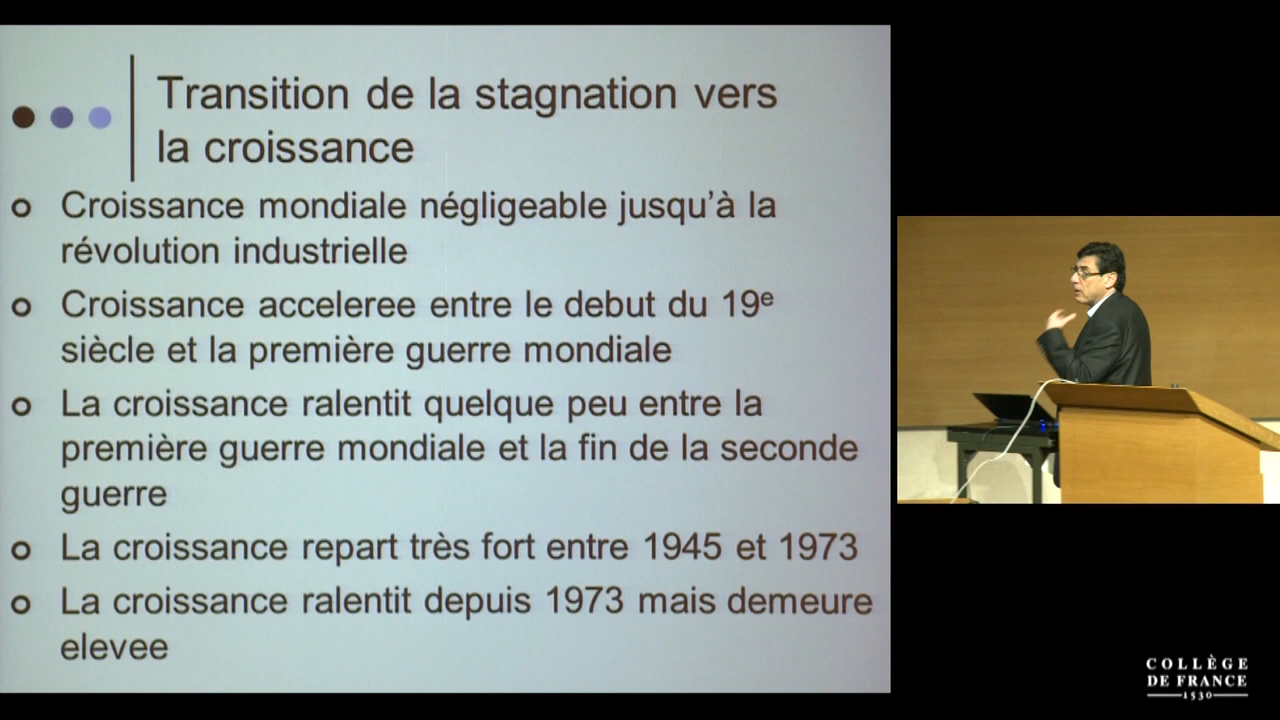 Transition de la stagnation vers
la croissance
Croissance mondiale négligeable jusqu'à la
révolution industrielle
Croissance acceleree entre le debut du 19e
siècle et la première guerre mondiale
La croissance ralentit quelque peu entre la
première guerre mondiale et la fin de la seconde
guerre
La croissance repart très fort entre 1945 et 1973
La croissance ralentit depuis 1973 mais demeure
elevee
COLLÈGE
DE FRANCE
1530